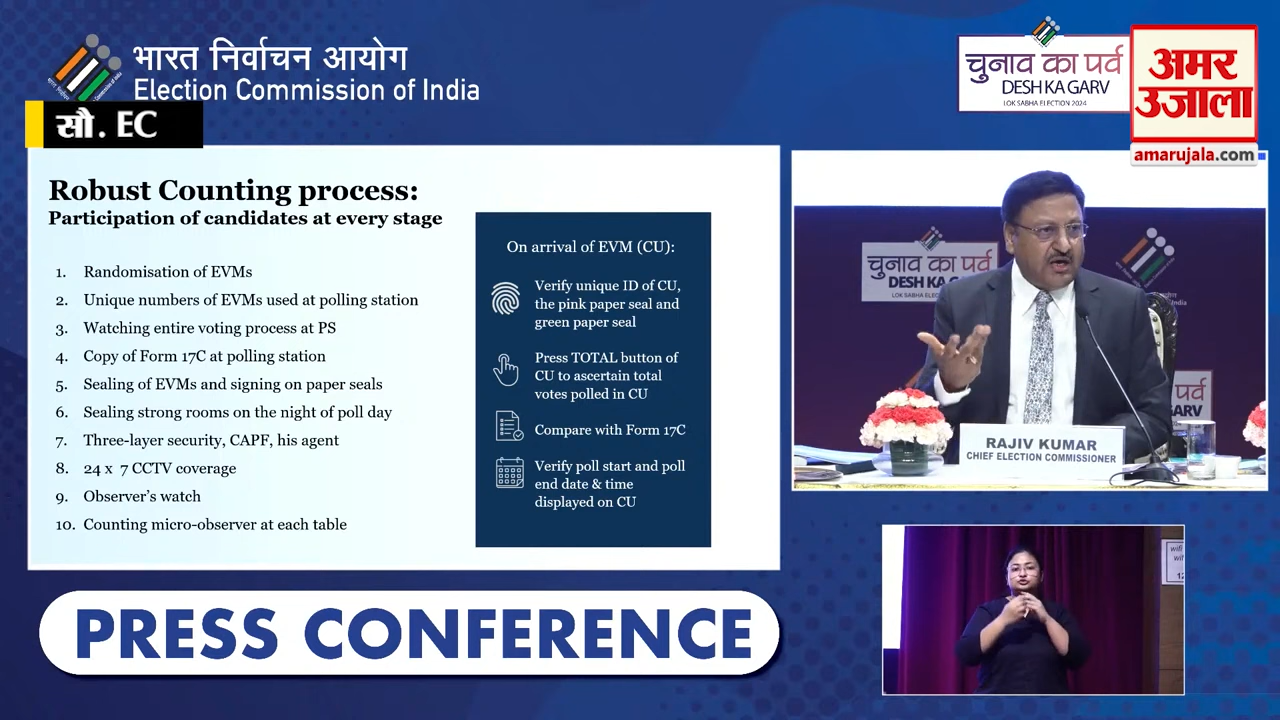 भारत निर्वाचन आयोग
Election Commission of India
सौ. EC
चुनाव का पर्व
DESH KA GARV
LOK SABHA ELECTION 2024
अमर
उजाला
amarujala.com
Robust Counting process:
Participation of candidates at every stage
1. Randomisation of EVMs
2. Unique numbers of EVMs used at polling station
3. Watching entire voting process at PS
4. Copy of Form 17C at polling station
5. Sealing of EVMs and signing on paper seals
6. Sealing strong rooms on the night of poll day
7. Three-layer security, CAPF, his agent
8. 24 x 7 CCTV coverage
9. Observer's watch
10. Counting micro-observer at each table
On arrival of EVM (CU):
Verify unique ID of CU,
the pink paper seal and
green paper seal
Press TOTAL button of
CU to ascertain total
votes polled in CU
Compare with Form 17C
Verify poll start and poll
end date & time
displayed on CU
चुनाव का पर्व
DESH KA
LOK SABHA ELECTION
India
पर्व
GARV
RAJIV KUMAR
CHIEF ELECTION COMMISSIONER
wifi
wit
12
PRESS CONFERENCE